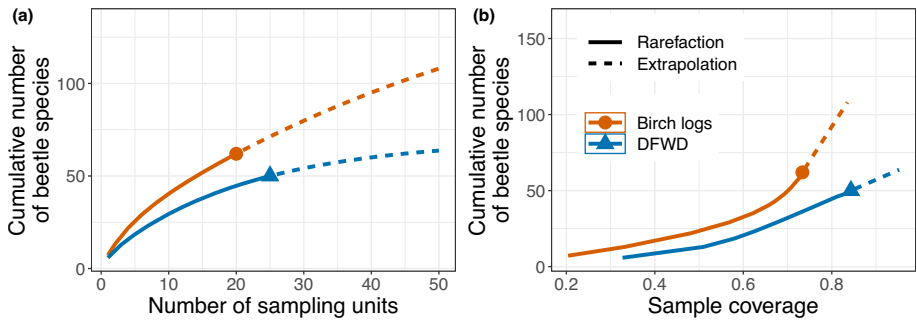 (a)
Cumulative number
of beetle species
100
50
0
0 10 20 30 40 50
Number of sampling units
(b)
Cumulative number
of beetle species
150
100
50
0
0.2 0.4 0.6 0.8
Sample coverage
Rarefaction
Extrapolation
Birch logs
DFWD